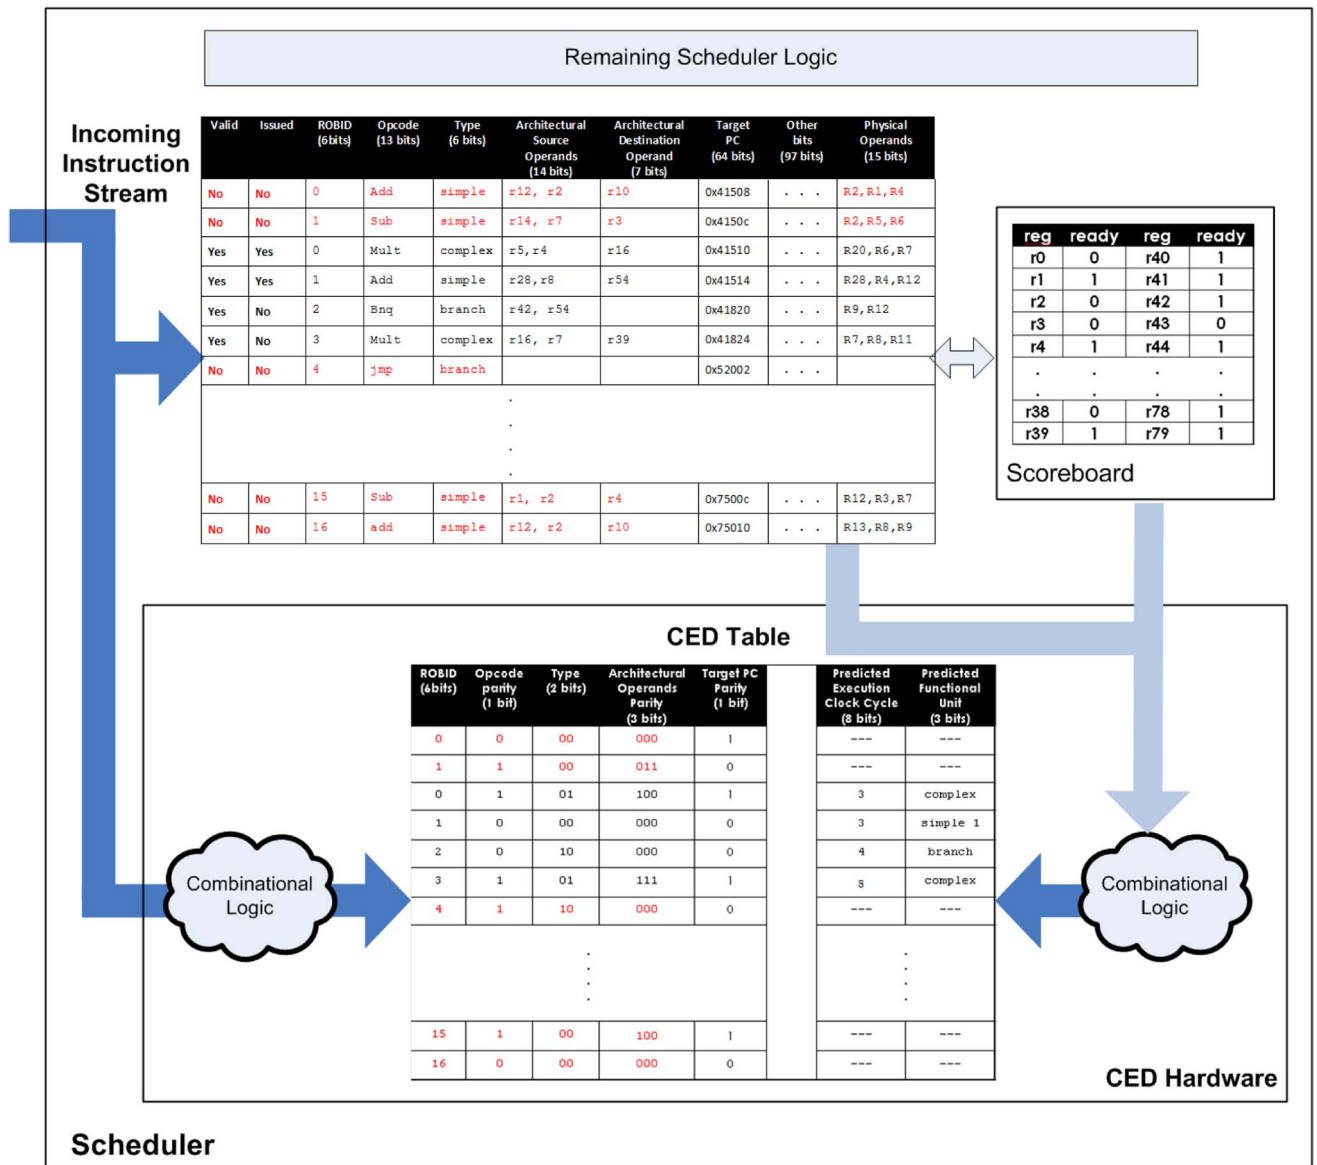 Remaining Scheduler Logic
Incoming
Instruction
Stream
Valid Issued ROBID (6bits) Opcode (13 bits) Type (6 bits) Architectural Source Operands (14 bits) Architectural Destination Operand (7 bits) Target PC (64 bits) Other bits (97 bits) Physical Operands (15 bits)
No No 0 Add simple r12, r2 r10 0x41508 . . . R2,R1,R4
No No 1 Sub simple r14, r7 r3 0x4150c . . . R2,R5,R6
Yes Yes 0 Mult complex r5,r4 r16 0x41510 . . . R20,R6,R7
Yes Yes 1 Add simple r28,r8 r54 0x41514 . . . R28,R4,R12
Yes No 2 Bnq branch r42, r54 0x41820 . . . R9,R12
Yes No 3 Mult complex r16, r7 r39 0x41824 . . . R7,R8,R11
No No 4 jmp branch 0x52002 . . .
.
.
.
.
No No 15 Sub simple r1, r2 r4 0x7500c . . . R12,R3,R7
No No 16 add simple r12, r2 r10 0x75010 . . . R13,R8,R9
reg ready reg ready
r0 0 r40 1
r1 1 r41 1
r2 0 r42 1
r3 0 r43 0
r4 1 r44 1
. . . .
. . . .
r38 0 r78 1
r39 1 r79 1
Scoreboard
CED Table
ROBID (6bits) Opcode parity (1 bit) Type (2 bits) Architectural Operands Parity (3 bits) Target PC Parity (1 bit) Predicted Execution Clock Cycle (8 bits) Predicted Functional Unit (3 bits)
0 0 00 000 1 --- ---
1 1 00 011 0 --- ---
0 1 01 100 1 3 complex
1 0 00 000 0 3 simple 1
2 0 10 000 0 4 branch
3 1 01 111 1 8 complex
4 1 10 000 0 --- ---
. .
. .
. .
. .
15 1 00 100 1 --- ---
16 0 00 000 0 --- ---
Combinational
Logic
Combinational
Logic
CED Hardware
Scheduler